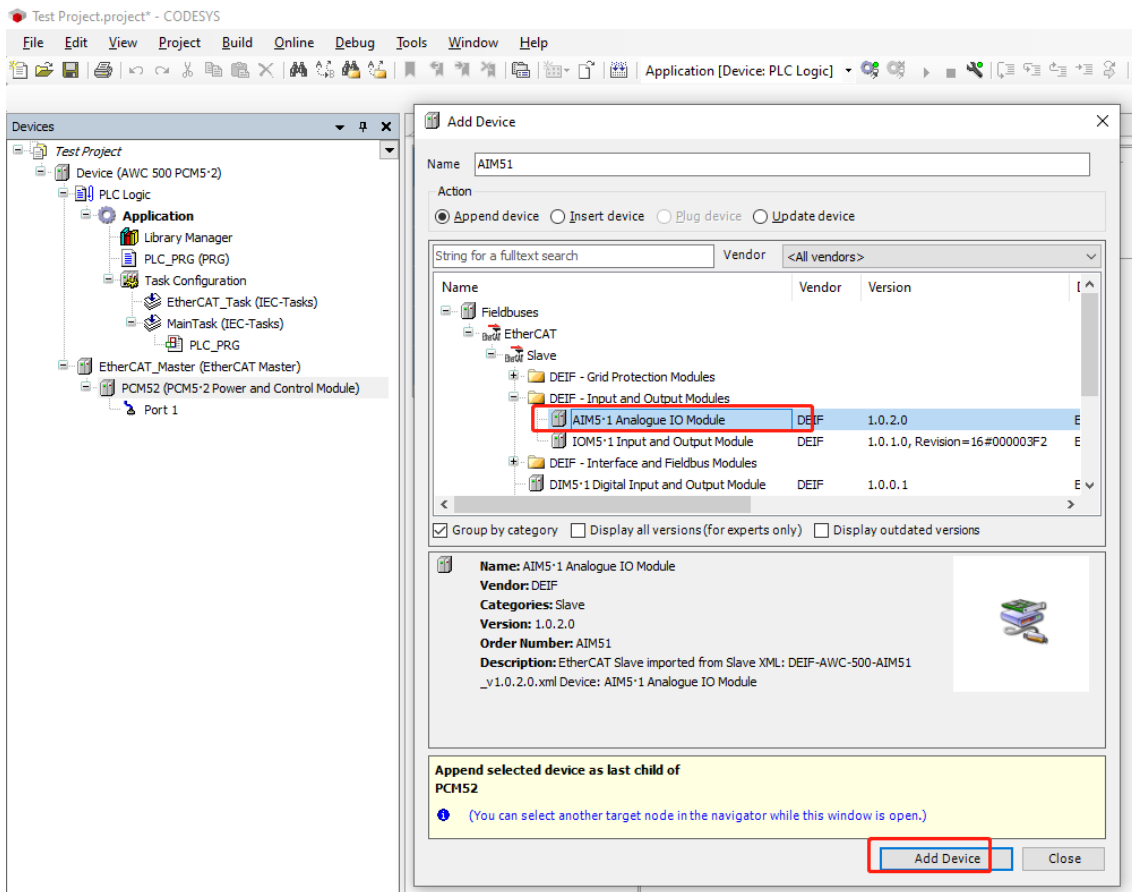 Test Project.project* - CODESYS
File Edit View Project Build Online Debug Tools Window Help
Application [Device: PLC Logic]
Devices
Test Project
Device (AWC 500 PCM5·2)
PLC Logic
Application
Library Manager
PLC_PRG (PRG)
Task Configuration
EtherCAT_Task (IEC-Tasks)
MainTask (IEC-Tasks)
PLC_PRG
EtherCAT_Master (EtherCAT Master)
PCM52 (PCM5·2 Power and Control Module)
Port 1
Add Device
Name AIM51
Action
Append device Insert device Plug device Update device
String for a fulltext search Vendor <All vendors>
Name Vendor Version
Fieldbuses
EtherCAT
Slave
DEIF - Grid Protection Modules
DEIF - Input and Output Modules
AIM5·1 Analogue IO Module DEIF 1.0.2.0 E
IOM5·1 Input and Output Module DEIF 1.0.1.0, Revision=16#000003F2 E
DEIF - Interface and Fieldbus Modules
DIM5·1 Digital Input and Output Module DEIF 1.0.0.1 E
Group by category Display all versions (for experts only) Display outdated versions
Name: AIM5·1 Analogue IO Module
Vendor: DEIF
Categories: Slave
Version: 1.0.2.0
Order Number: AIM51
Description: EtherCAT Slave imported from Slave XML: DEIF-AWC-500-AIM51
_v1.0.2.0.xml Device: AIM5·1 Analogue IO Module
Append selected device as last child of
PCM52
(You can select another target node in the navigator while this window is open.)
Add Device Close